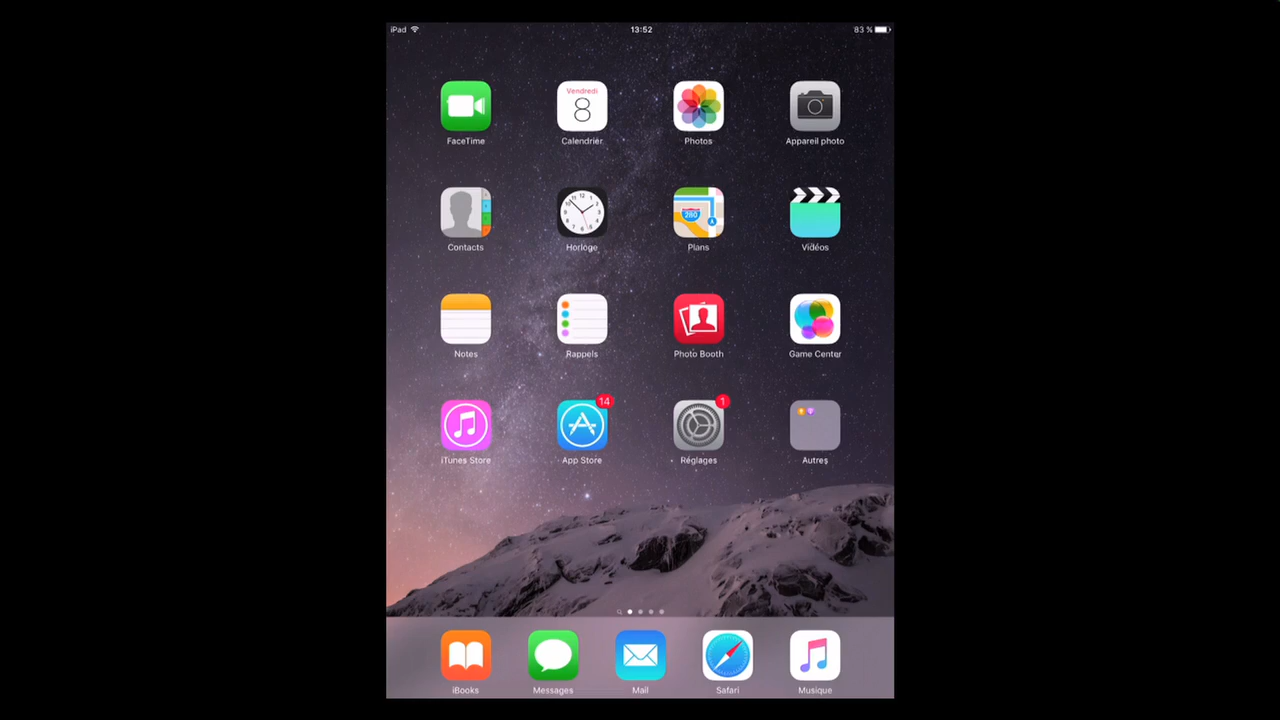 iPad 13:52 83 %
Vendredi
8
FaceTime Calendrier Photos Appareil photo
280
Contacts Horloge Plans Vidéos
Notes Rappels Photo Booth Game Center
14 1
iTunes Store App Store Réglages Autres
iBooks Messages Mail Safari Musique